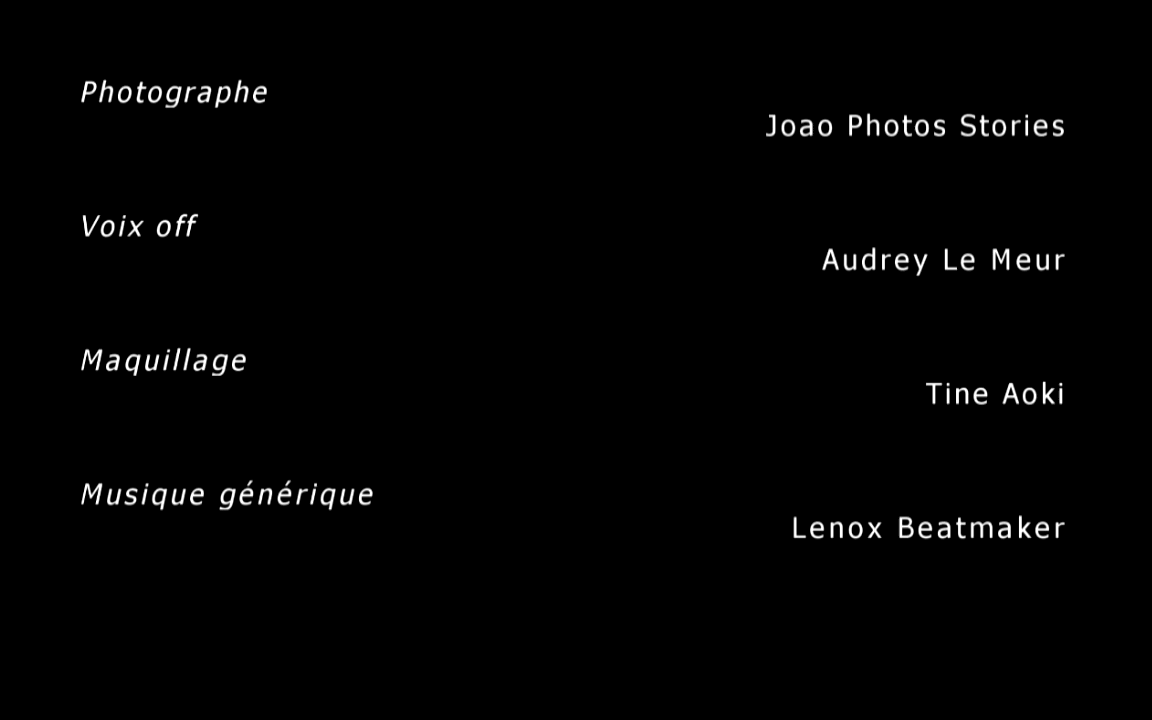 Photographe
Joao Photos Stories
Voix off
Audrey Le Meur
Maquillage
Tine Aoki
Musique générique
Lenox Beatmaker